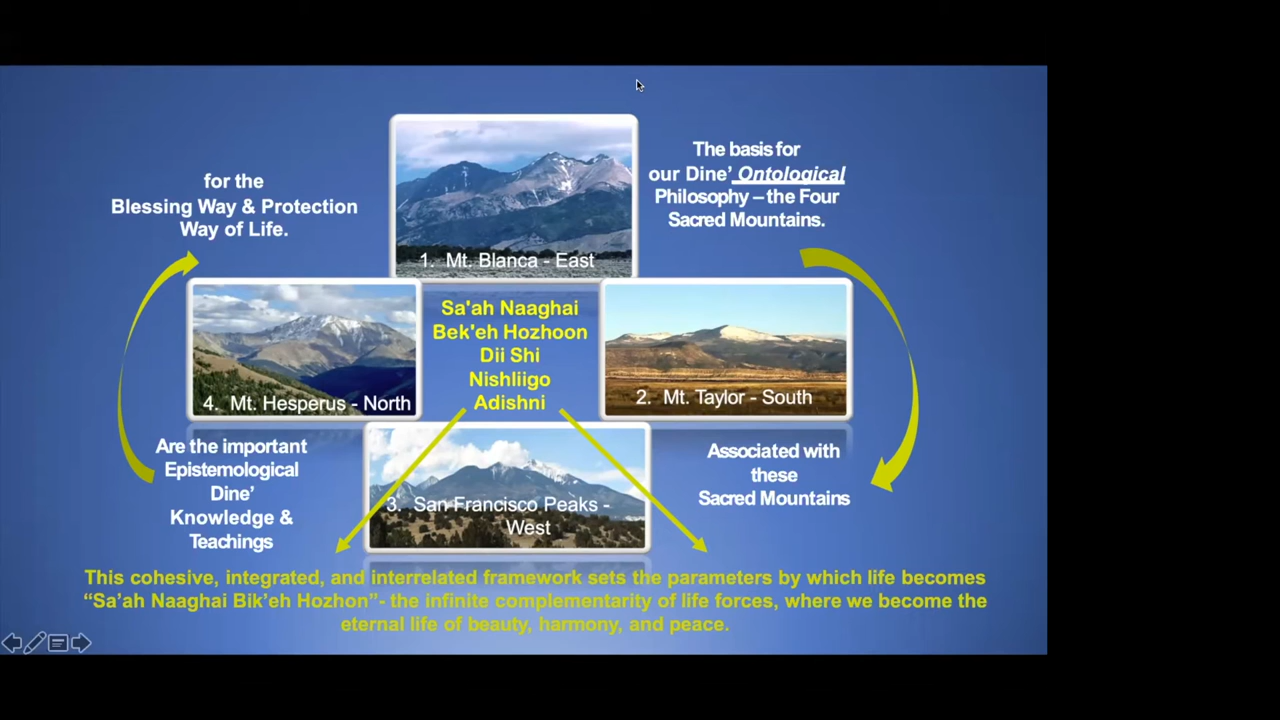 The basis for
our Dine' Ontological
Philosophy – the Four
Sacred Mountains.
for the
Blessing Way & Protection
Way of Life.
1. Mt. Blanca - East
Sa'ah Naaghai
Bek'eh Hozhoon
Dii Shi
Nishliigo
Adishni
2. Mt. Taylor - South
4. Mt. Hesperus - North
Associated with
these
Sacred Mountains
3. San Francisco Peaks -
West
Are the important
Epistemological
Dine’
Knowledge &
Teachings
This cohesive, integrated, and interrelated framework sets the parameters by which life becomes
“Sa’ah Naaghai Bik’eh Hozhon”- the infinite complementarity of life forces, where we become the
eternal life of beauty, harmony, and peace.